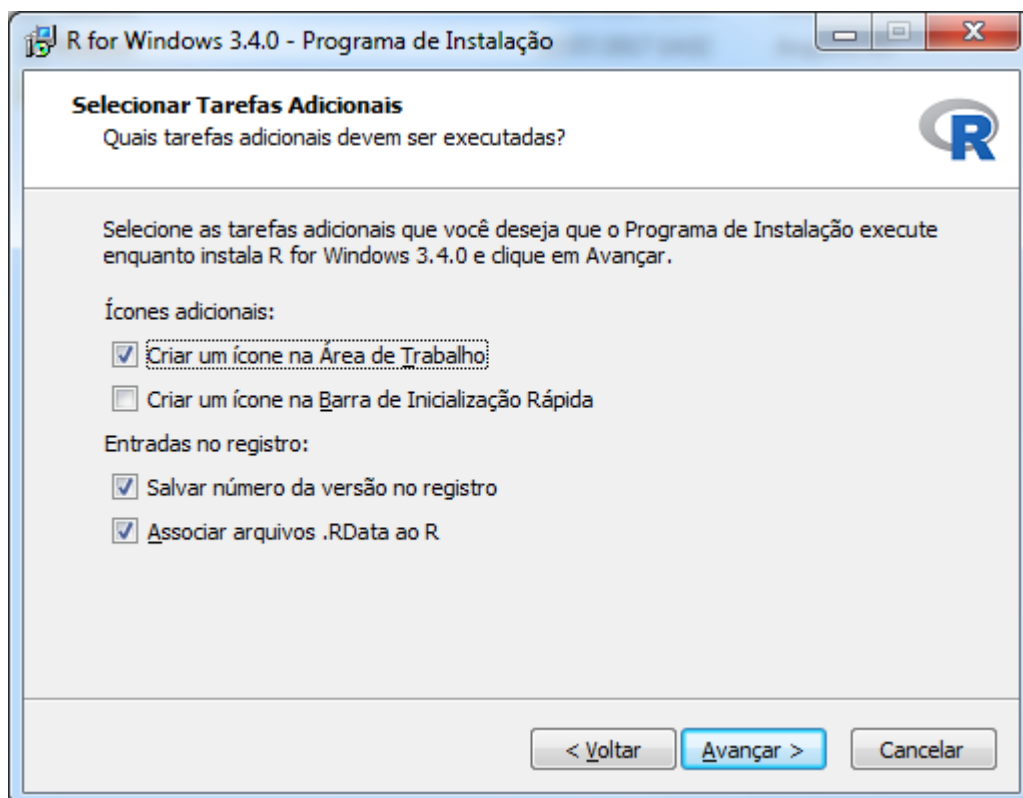 R for Windows 3.4.0 - Programa de Instalação
Selecionar Tarefas Adicionais
Quais tarefas adicionais devem ser executadas?
R
Selecione as tarefas adicionais que você deseja que o Programa de Instalação execute
enquanto instala R for Windows 3.4.0 e clique em Avançar.
Ícones adicionais:
Criar um ícone na Área de Trabalho
Criar um ícone na Barra de Inicialização Rápida
Entradas no registro:
Salvar número da versão no registro
Associar arquivos .RData ao R
< Voltar
Avançar >
Cancelar